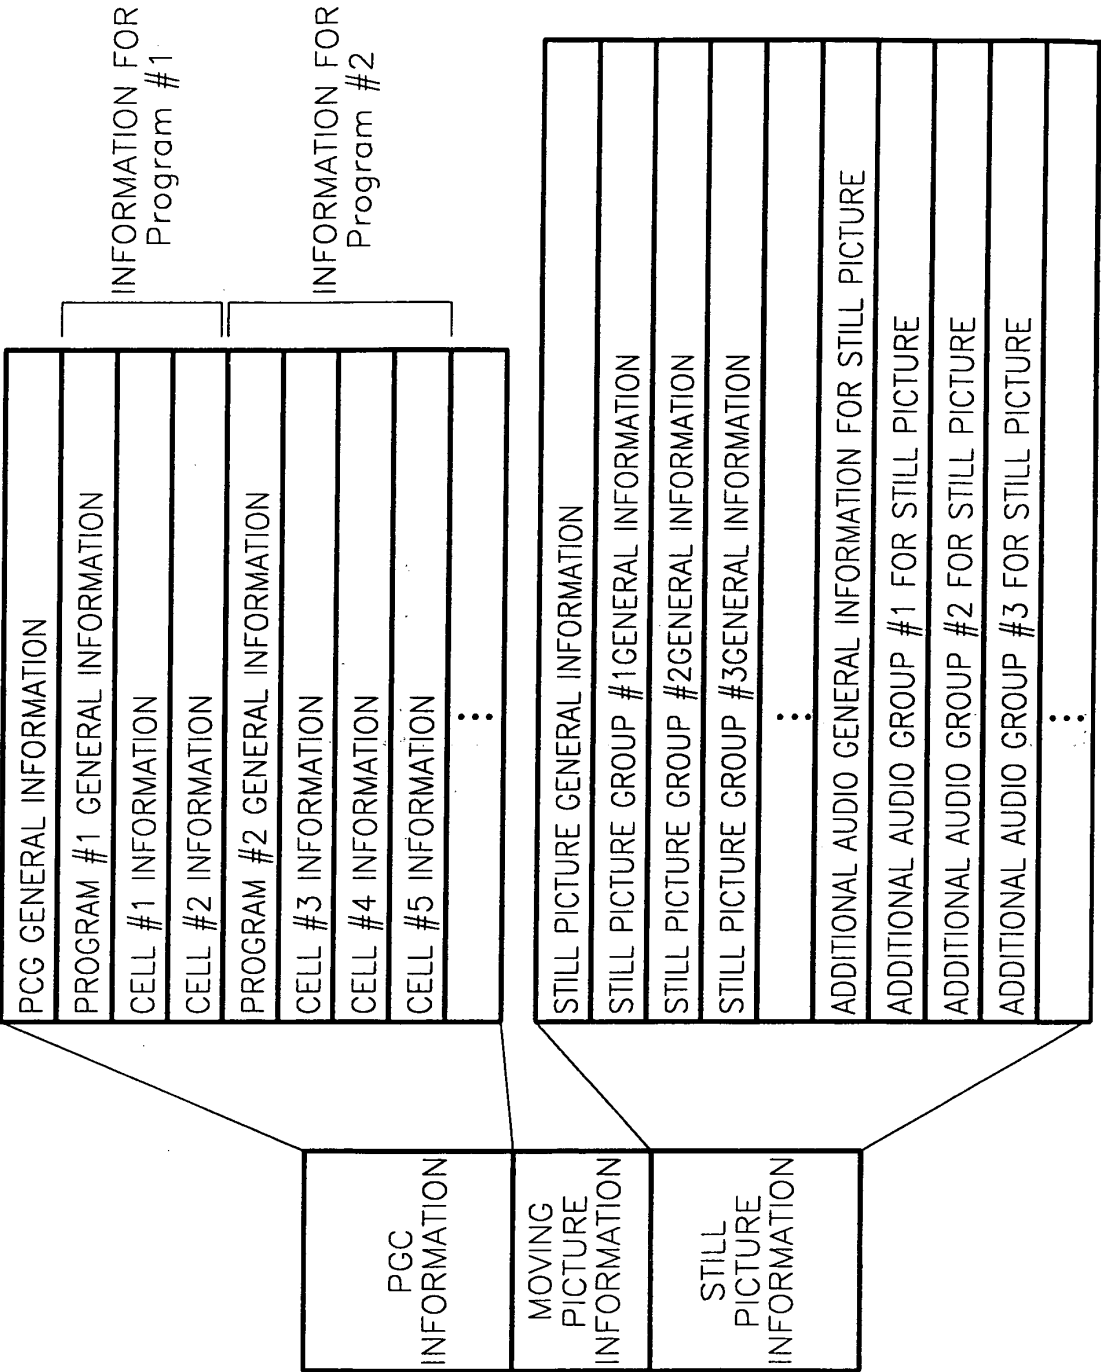 PGC
INFORMATION
MOVING
PICTURE
INFORMATION
STILL
PICTURE
INFORMATION
PCG GENERAL INFORMATION
PROGRAM #1 GENERAL INFORMATION
CELL #1 INFORMATION
CELL #2 INFORMATION
PROGRAM #2 GENERAL INFORMATION
CELL #3 INFORMATION
CELL #4 INFORMATION
CELL #5 INFORMATION
...
INFORMATION FOR
Program #1
INFORMATION FOR
Program #2
STILL PICTURE GENERAL INFORMATION
STILL PICTURE GROUP #1GENERAL INFORMATION
STILL PICTURE GROUP #2GENERAL INFORMATION
STILL PICTURE GROUP #3GENERAL INFORMATION
...
ADDITIONAL AUDIO GENERAL INFORMATION FOR STILL PICTURE
ADDITIONAL AUDIO GROUP #1 FOR STILL PICTURE
ADDITIONAL AUDIO GROUP #2 FOR STILL PICTURE
ADDITIONAL AUDIO GROUP #3 FOR STILL PICTURE
...